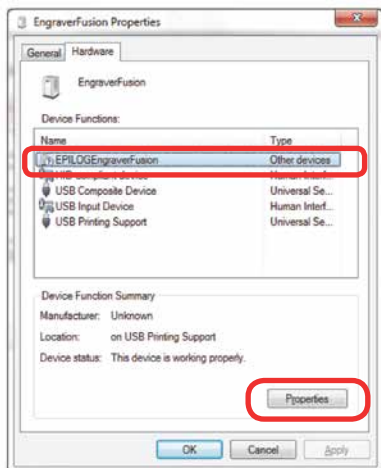 EngraverFusion Properties
General Hardware
EngraverFusion
Device Functions:
Name Type
EPILOGEngraverFusion Other devices
HID Compliant Device Human Interf...
USB Composite Device Universal Se...
USB Input Device Human Interf...
USB Printing Support Universal Se...
Device Function Summary
Manufacturer: Unknown
Location: on USB Printing Support
Device status: This device is working properly.
Properties
OK Cancel Apply